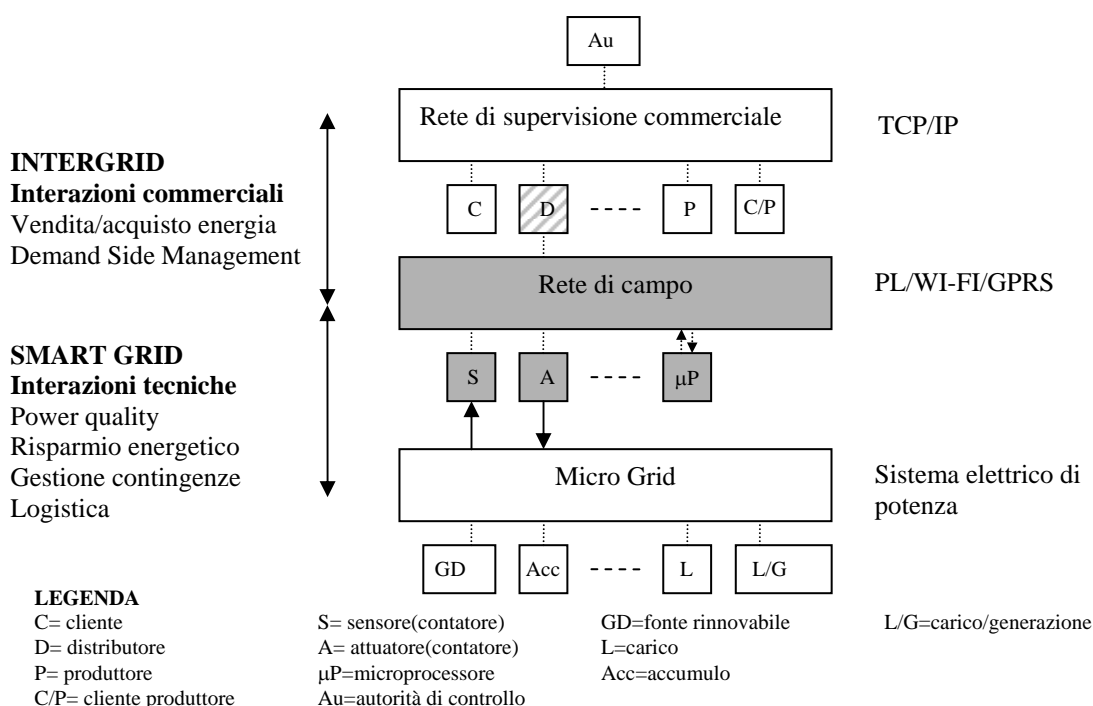 Au
Rete di supervisione commerciale
TCP/IP
INTERGRID
Interazioni commerciali
Vendita/acquisto energia
Demand Side Management
C
D
P
C/P
Rete di campo
PL/WI-FI/GPRS
SMART GRID
Interazioni tecniche
Power quality
Risparmio energetico
Gestione contingenze
Logistica
S
A
μP
Micro Grid
Sistema elettrico di
potenza
GD
Acc
L
L/G
LEGENDA
C= cliente
D= distributore
P= produttore
C/P= cliente produttore
S= sensore(contatore)
A= attuatore(contatore)
μP=microprocessore
Au=autorità di controllo
GD=fonte rinnovabile
L=carico
Acc=accumulo
L/G=carico/generazione